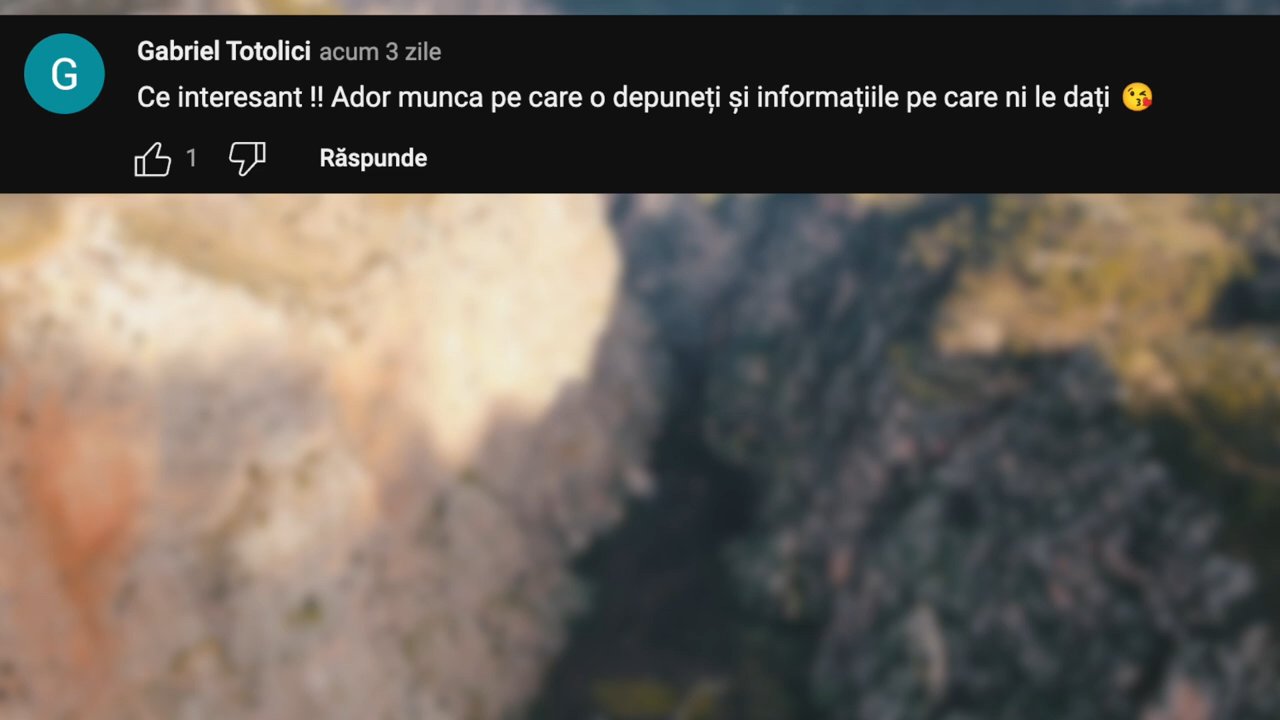 G
Gabriel Totolici acum 3 zile
Ce interesant !! Ador munca pe care o depuneți și informațiile pe care ni le dați 😘
1 Răspunde